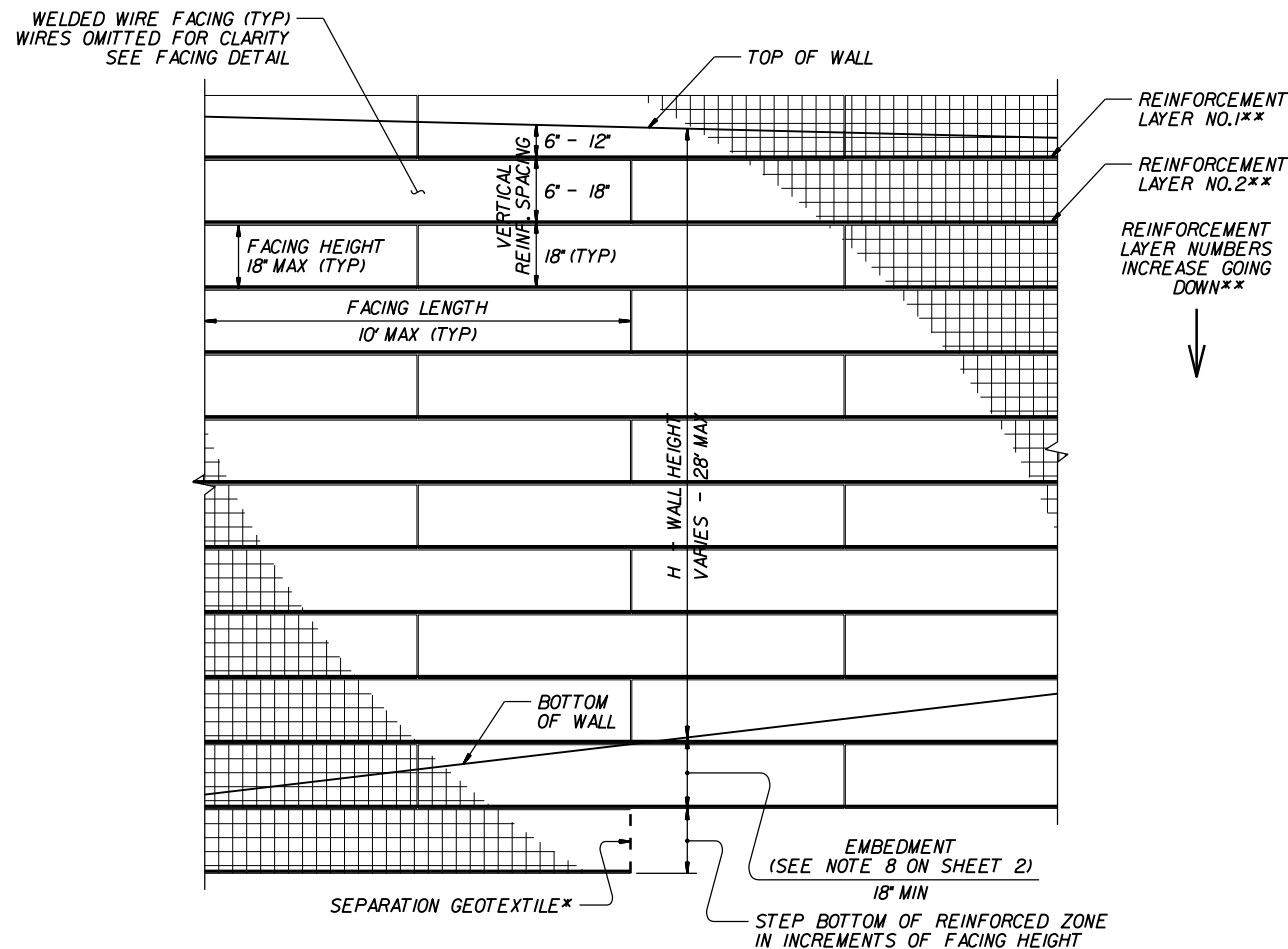 WELDED WIRE FACING (TYP)
WIRES OMITTED FOR CLARITY
SEE FACING DETAIL
TOP OF WALL
REINFORCEMENT
LAYER NO.1**
REINFORCEMENT
LAYER NO.2**
REINFORCEMENT
LAYER NUMBERS
INCREASE GOING
DOWN**
6" - 12"
6" - 18"
18" (TYP)
VERTICAL
REINF. SPACING
FACING HEIGHT
18" MAX (TYP)
FACING LENGTH
10' MAX (TYP)
H - WALL HEIGHT
VARIES - 28' MAX
BOTTOM
OF WALL
EMBEDMENT
(SEE NOTE 8 ON SHEET 2)
18" MIN
SEPARATION GEOTEXTILE*
STEP BOTTOM OF REINFORCED ZONE
IN INCREMENTS OF FACING HEIGHT